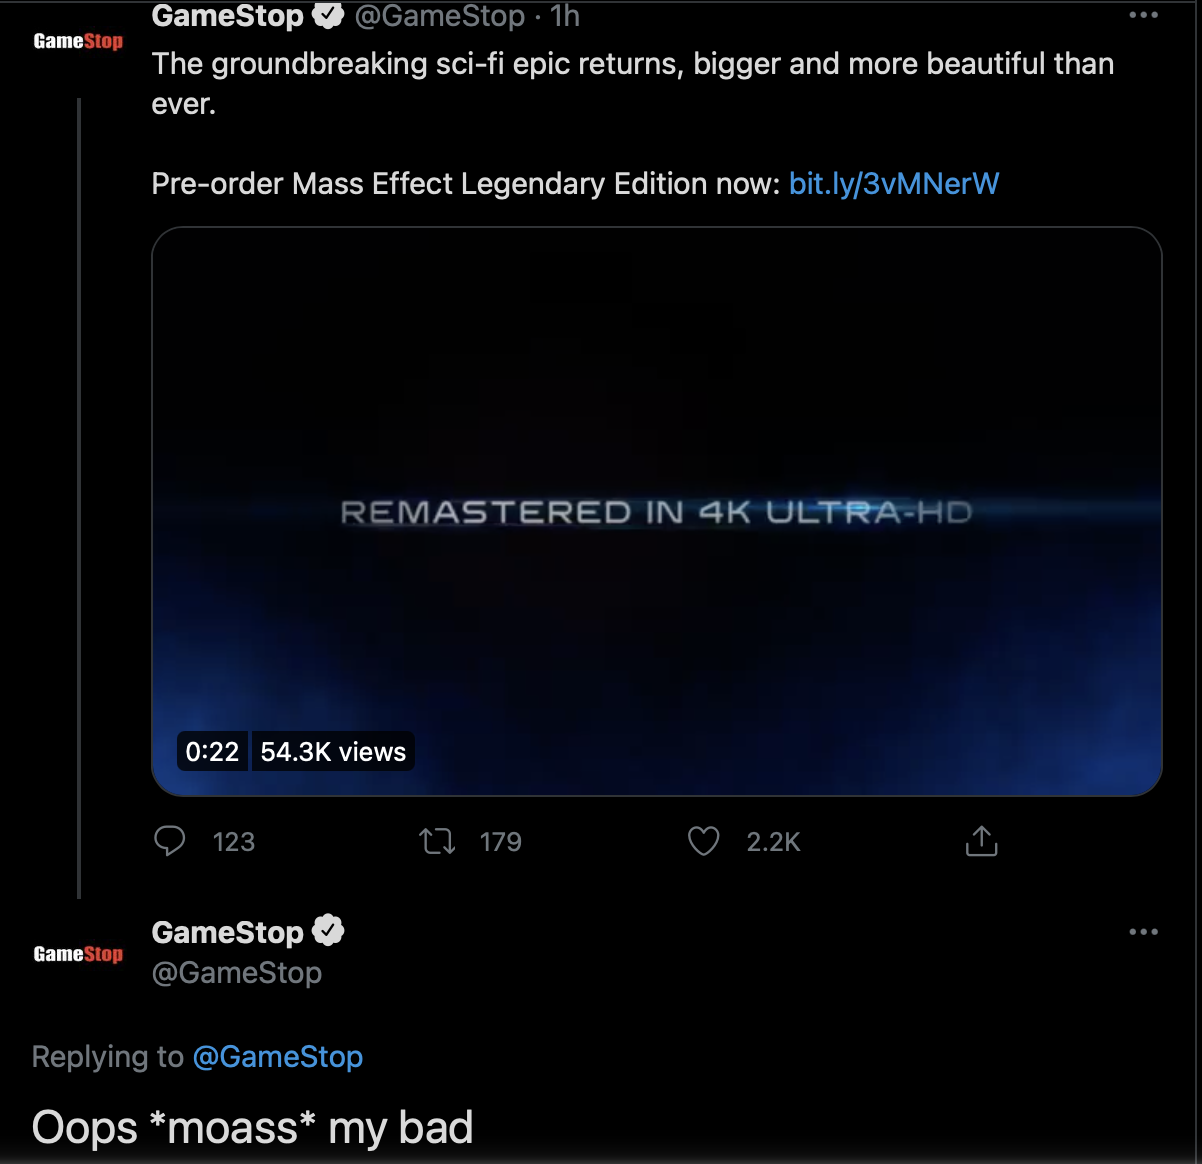 GameStop @GameStop · 1h
GameStop
The groundbreaking sci-fi epic returns, bigger and more beautiful than
ever.
Pre-order Mass Effect Legendary Edition now: bit.ly/3vMNerW
REMASTERED IN 4K ULTRA-HD
0:22 54.3K views
123 179 2.2K
GameStop
GameStop
@GameStop
Replying to @GameStop
Oops *moass* my bad